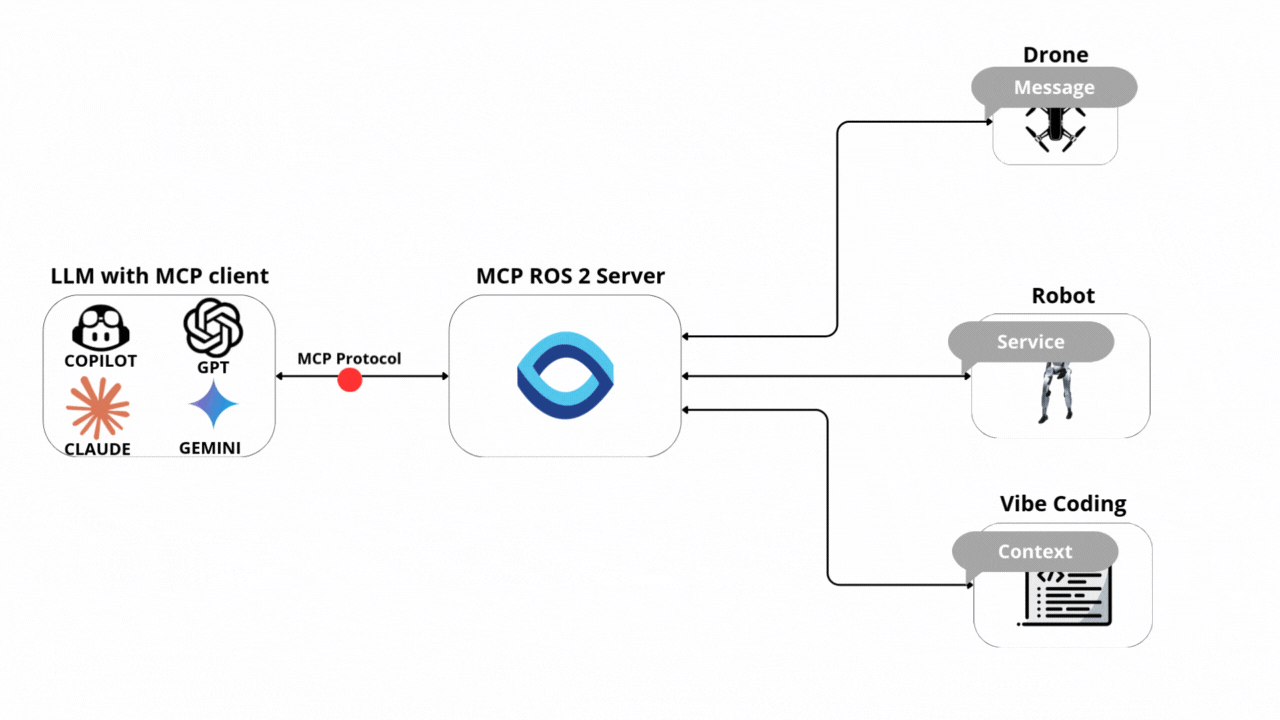 LLM with MCP client
COPILOT
GPT
CLAUDE
GEMINI
MCP Protocol
MCP ROS 2 Server
Drone
Message
Robot
Service
Vibe Coding
Context
</>